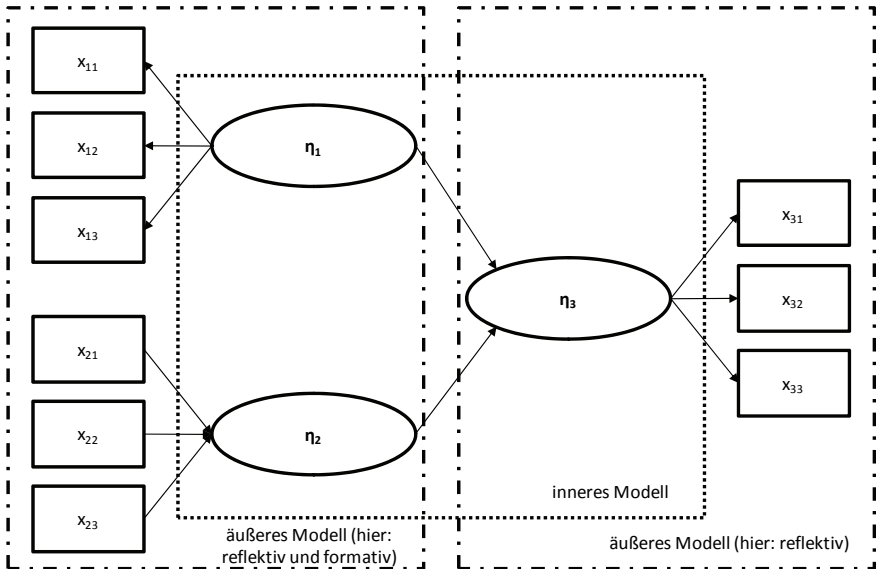 x11
x12
x13
x21
x22
x23
η1
η2
η3
x31
x32
x33
inneres Modell
äußeres Modell (hier:
reflektiv und formativ)
äußeres Modell (hier: reflektiv)